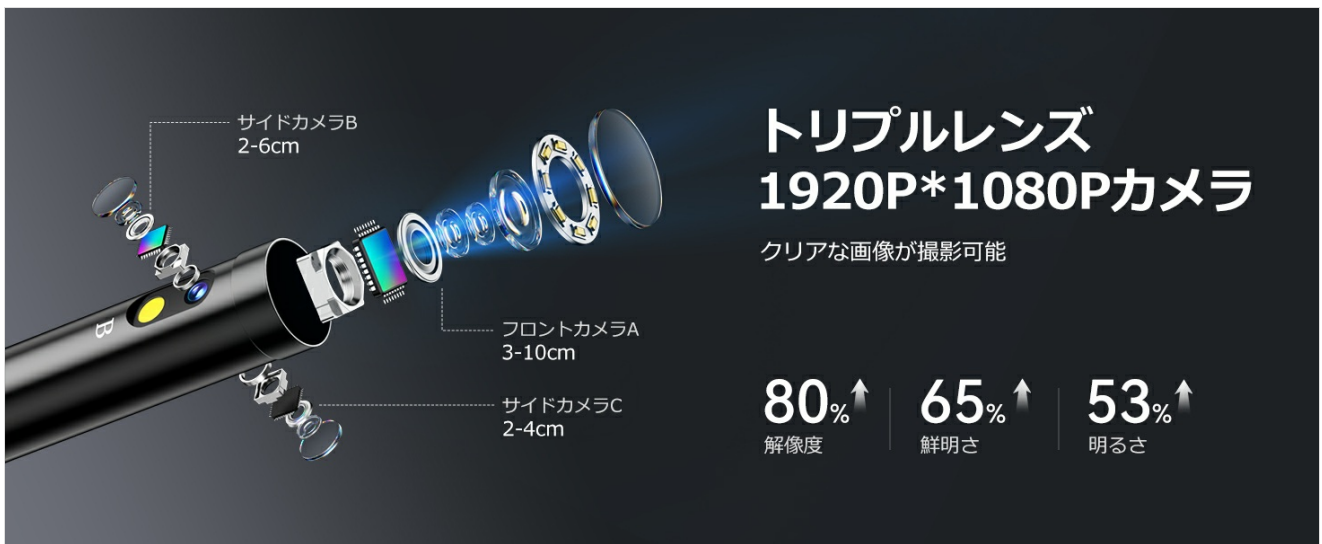 サイドカメラB
2-6cm
トリプルレンズ
1920P*1080Pカメラ
クリアな画像が撮影可能
B
フロントカメラA
3-10cm
サイドカメラC
2-4cm
80%
解像度
65%
鮮明さ
53%
明るさ